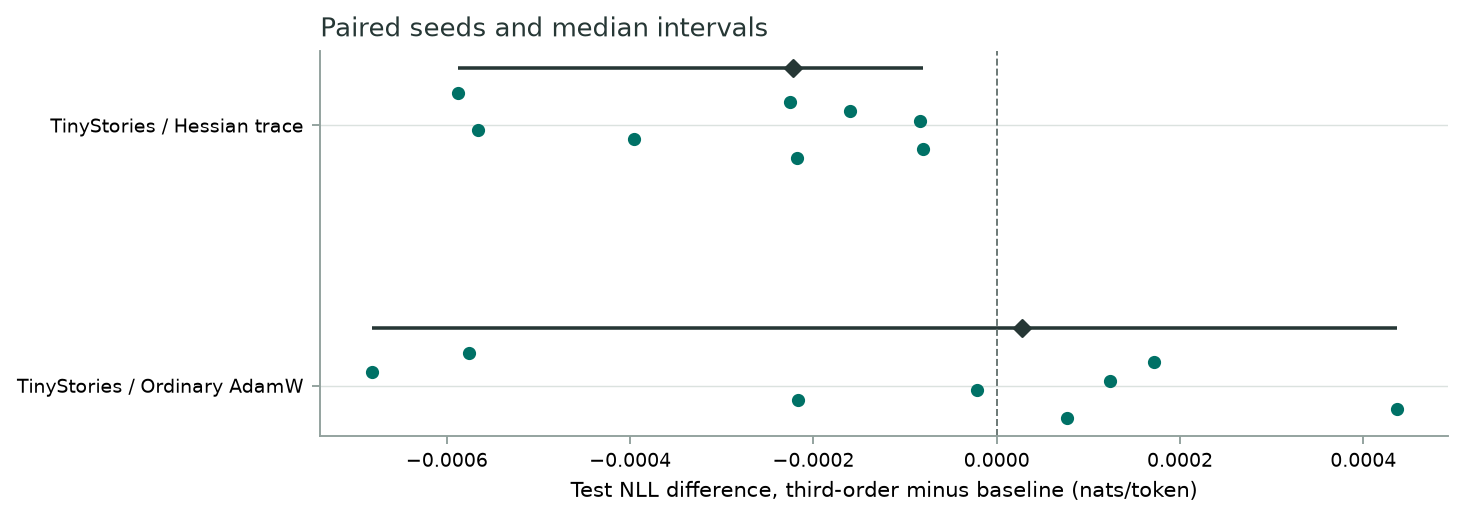 Paired seeds and median intervals
TinyStories / Hessian trace
TinyStories / Ordinary AdamW
−0.0006 −0.0004 −0.0002 0.0000 0.0002 0.0004
Test NLL difference, third-order minus baseline (nats/token)